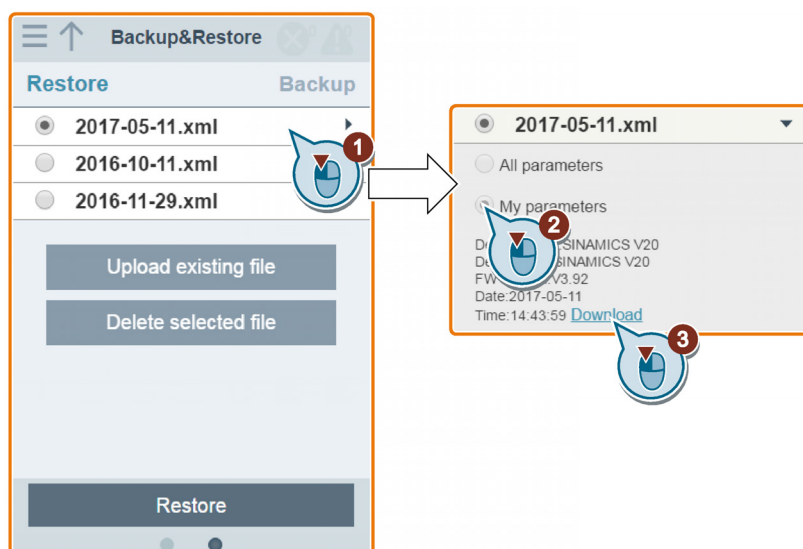 Backup&Restore
Restore
Backup
2017-05-11.xml
2016-10-11.xml
2016-11-29.xml
Upload existing file
Delete selected file
Restore
1
2017-05-11.xml
All parameters
My parameters
2
SINAMICS V20
SINAMICS V20
FW V3.92
Date:2017-05-11
Time:14:43:59 Download
3